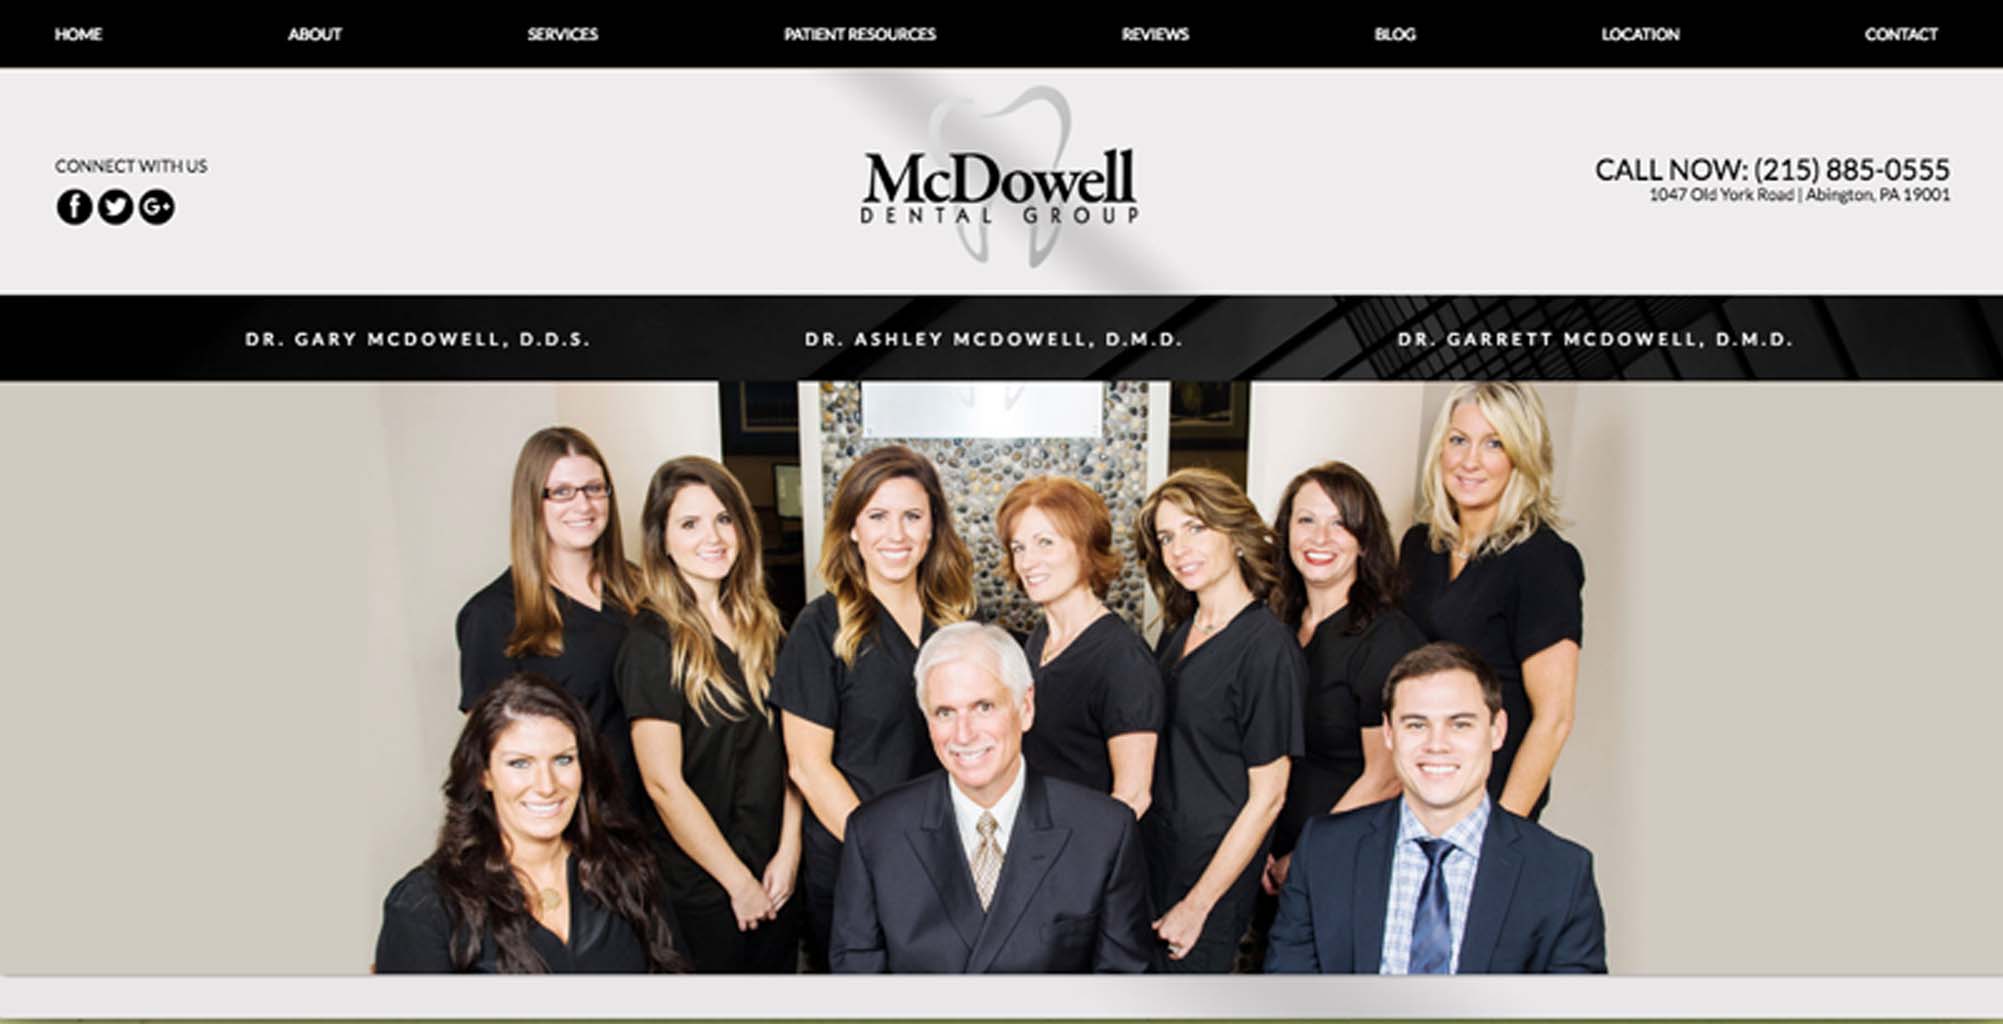 HOME ABOUT SERVICES PATIENT RESOURCES REVIEWS BLOG LOCATION CONTACT
CONNECT WITH US
McDowell
DENTAL GROUP
CALL NOW: (215) 885-0555
1047 Old York Road | Abington, PA 19001
DR. GARY MCDOWELL, D.D.S. DR. ASHLEY MCDOWELL, D.M.D. DR. GARRETT MCDOWELL, D.M.D.